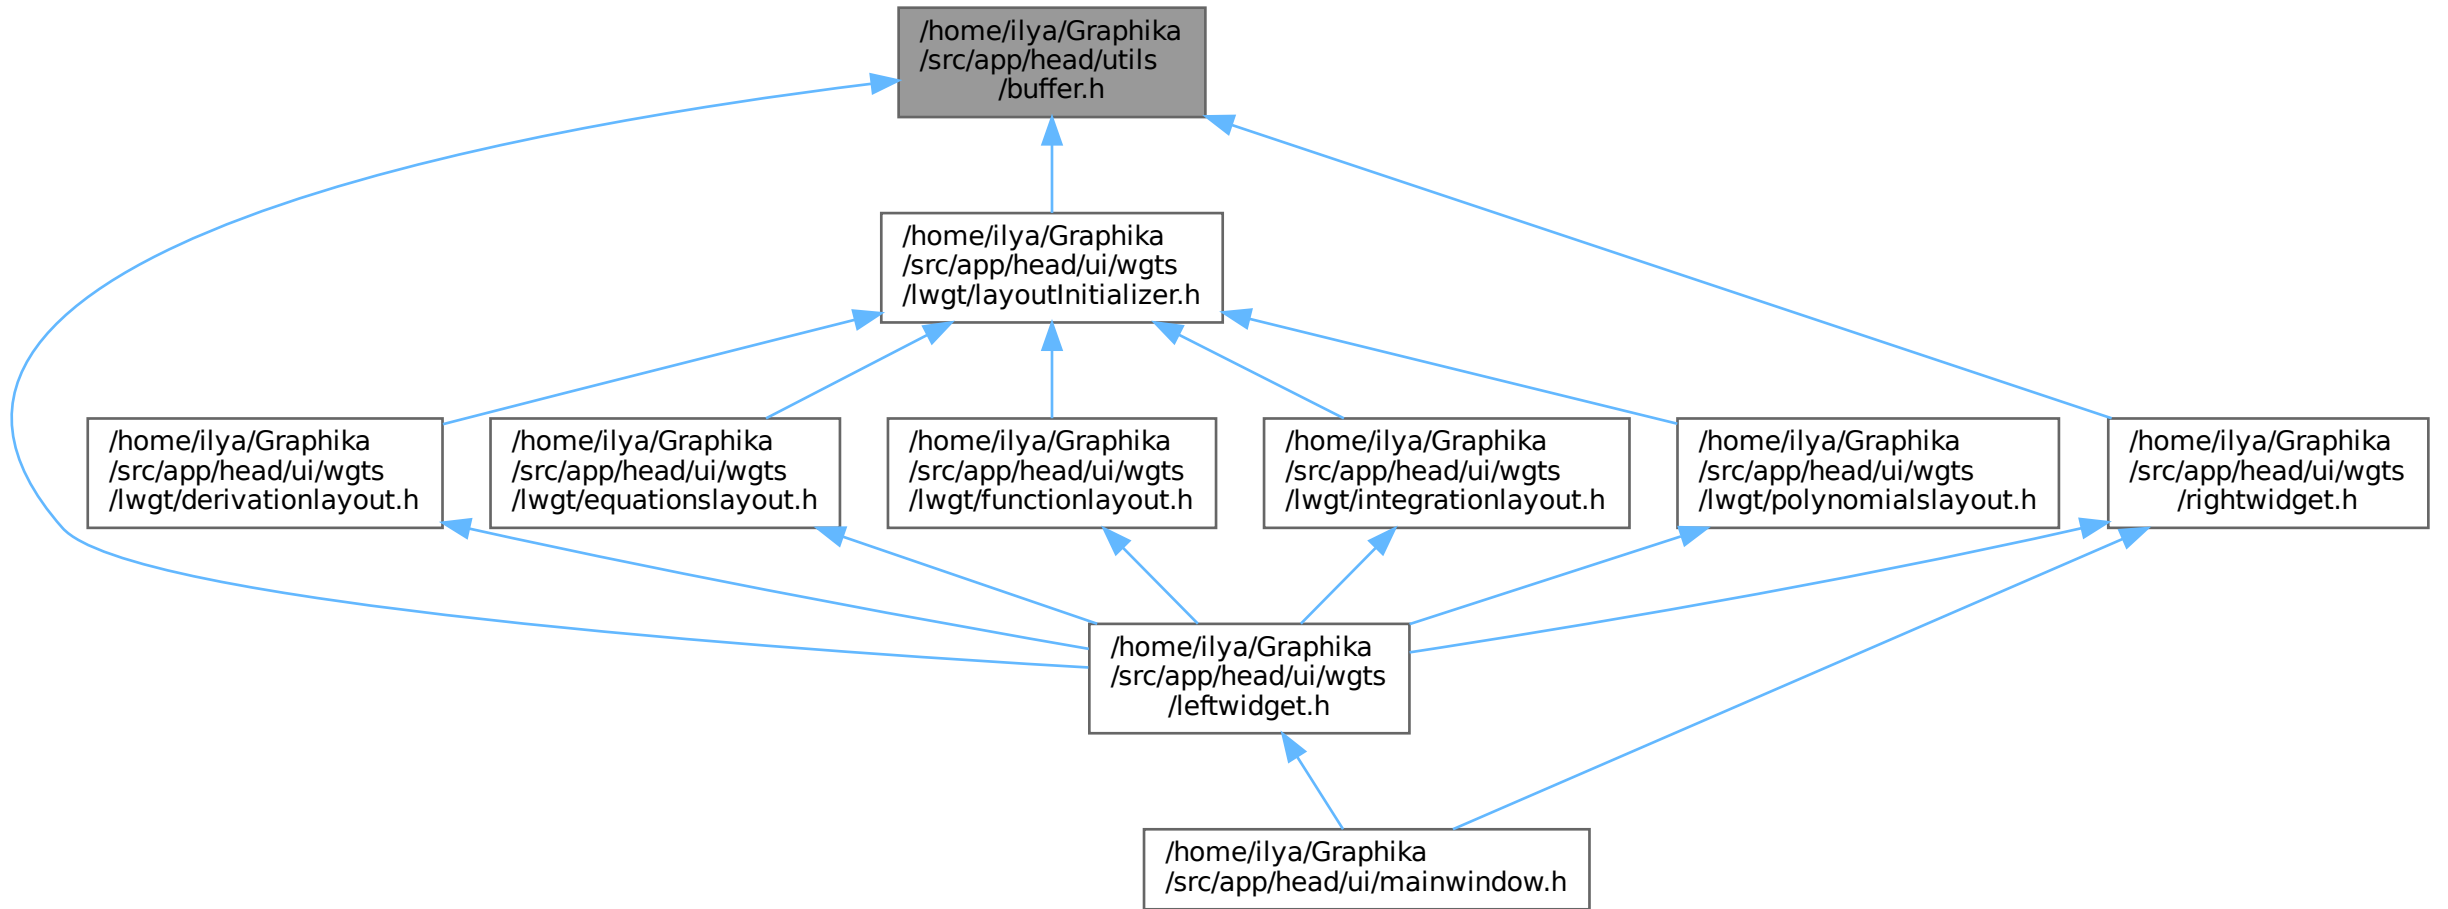 /home/ilya/Graphika
/src/app/head/utils
/buffer.h
/home/ilya/Graphika
/src/app/head/ui/wgts
/lwgt/layoutInitializer.h
/home/ilya/Graphika
/src/app/head/ui/wgts
/lwgt/derivationlayout.h
/home/ilya/Graphika
/src/app/head/ui/wgts
/lwgt/equationslayout.h
/home/ilya/Graphika
/src/app/head/ui/wgts
/lwgt/functionlayout.h
/home/ilya/Graphika
/src/app/head/ui/wgts
/lwgt/integrationlayout.h
/home/ilya/Graphika
/src/app/head/ui/wgts
/lwgt/polynomialslayout.h
/home/ilya/Graphika
/src/app/head/ui/wgts
/rightwidget.h
/home/ilya/Graphika
/src/app/head/ui/wgts
/leftwidget.h
/home/ilya/Graphika
/src/app/head/ui/mainwindow.h